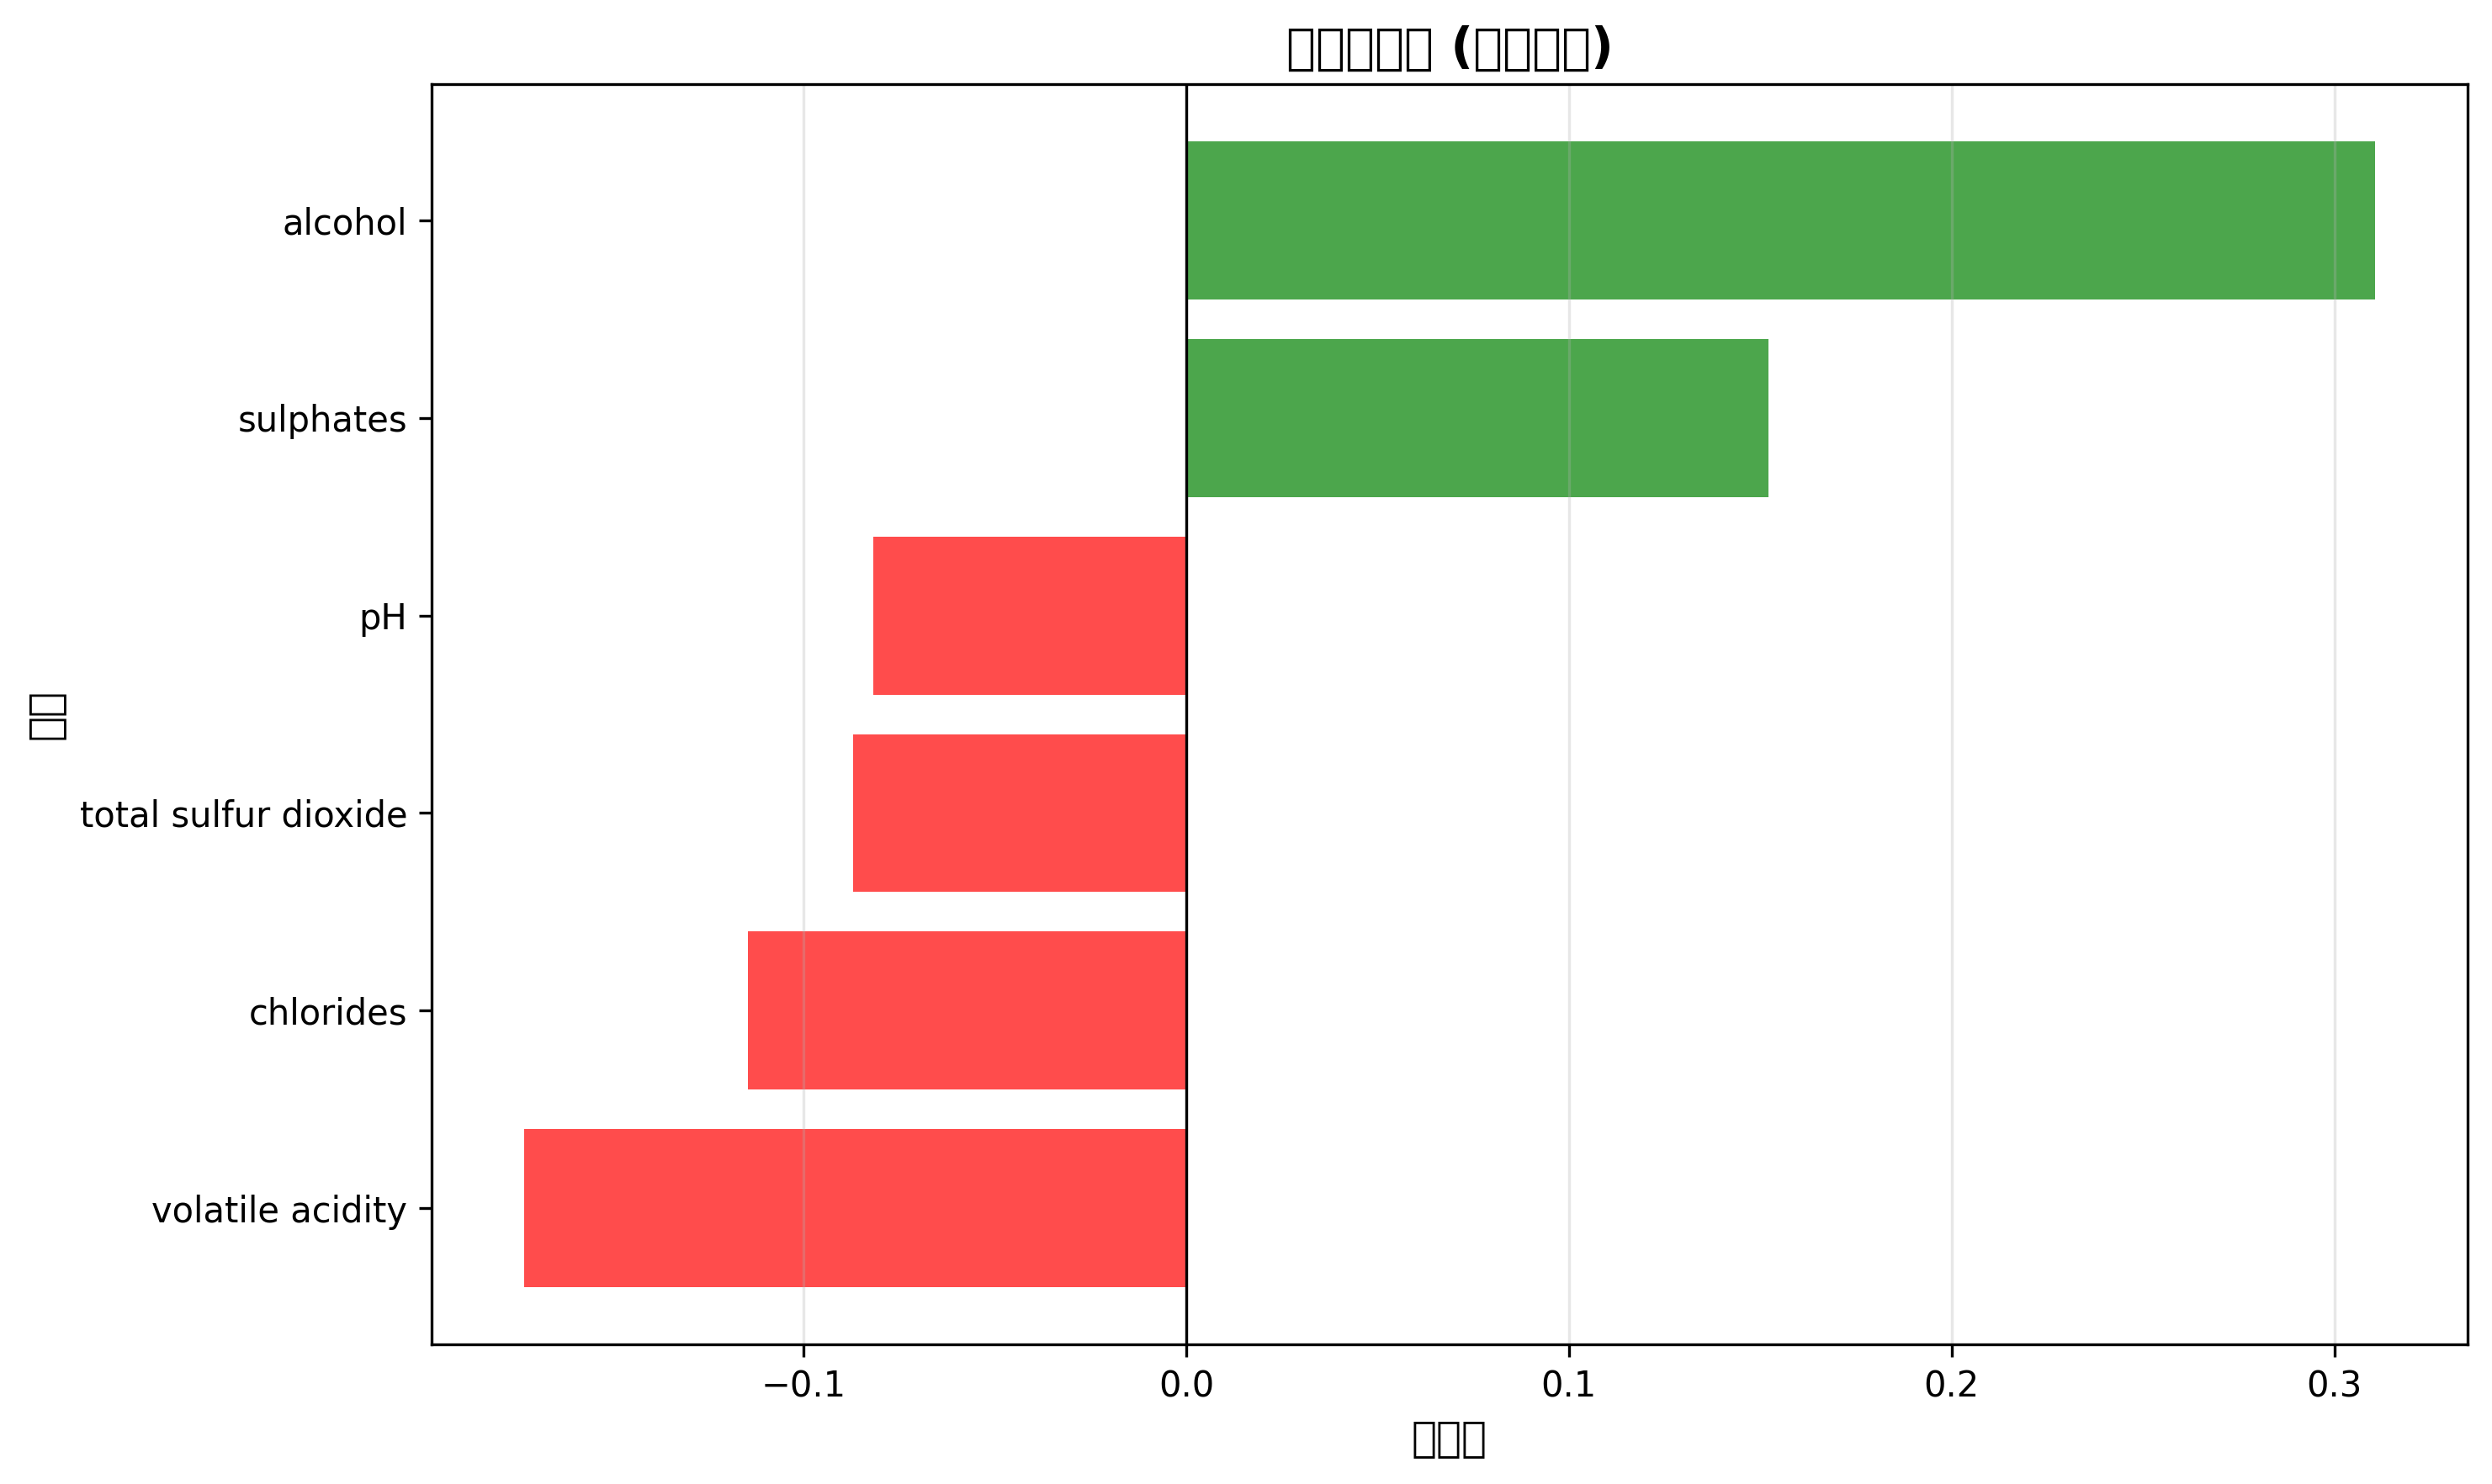 alcohol
sulphates
pH
total sulfur dioxide
chlorides
volatile acidity
−0.1
0.0
0.1
0.2
0.3